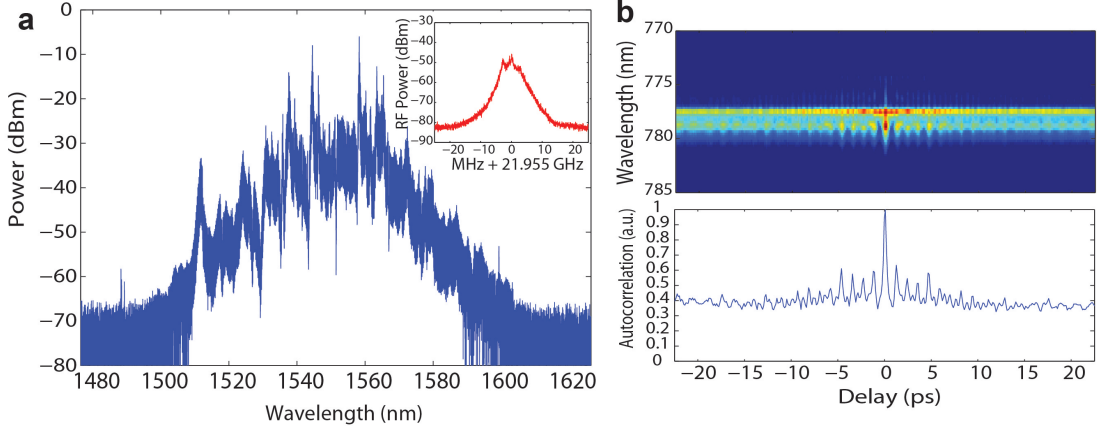 a
0
−10
−20
−30
−40
−50
−60
−70
−80
Power (dBm)
1480 1500 1520 1540 1560 1580 1600 1620
Wavelength (nm)
−30
−40
−50
−60
−70
−80
−90
RF Power (dBm)
−20 −10 0 10 20
MHz + 21.955 GHz
b
770
775
780
785
Wavelength (nm)
1
0.9
0.8
0.7
0.6
0.5
0.4
0.3
0.2
0.1
0
Autocorrelation (a.u.)
−20 −15 −10 −5 0 5 10 15 20
Delay (ps)